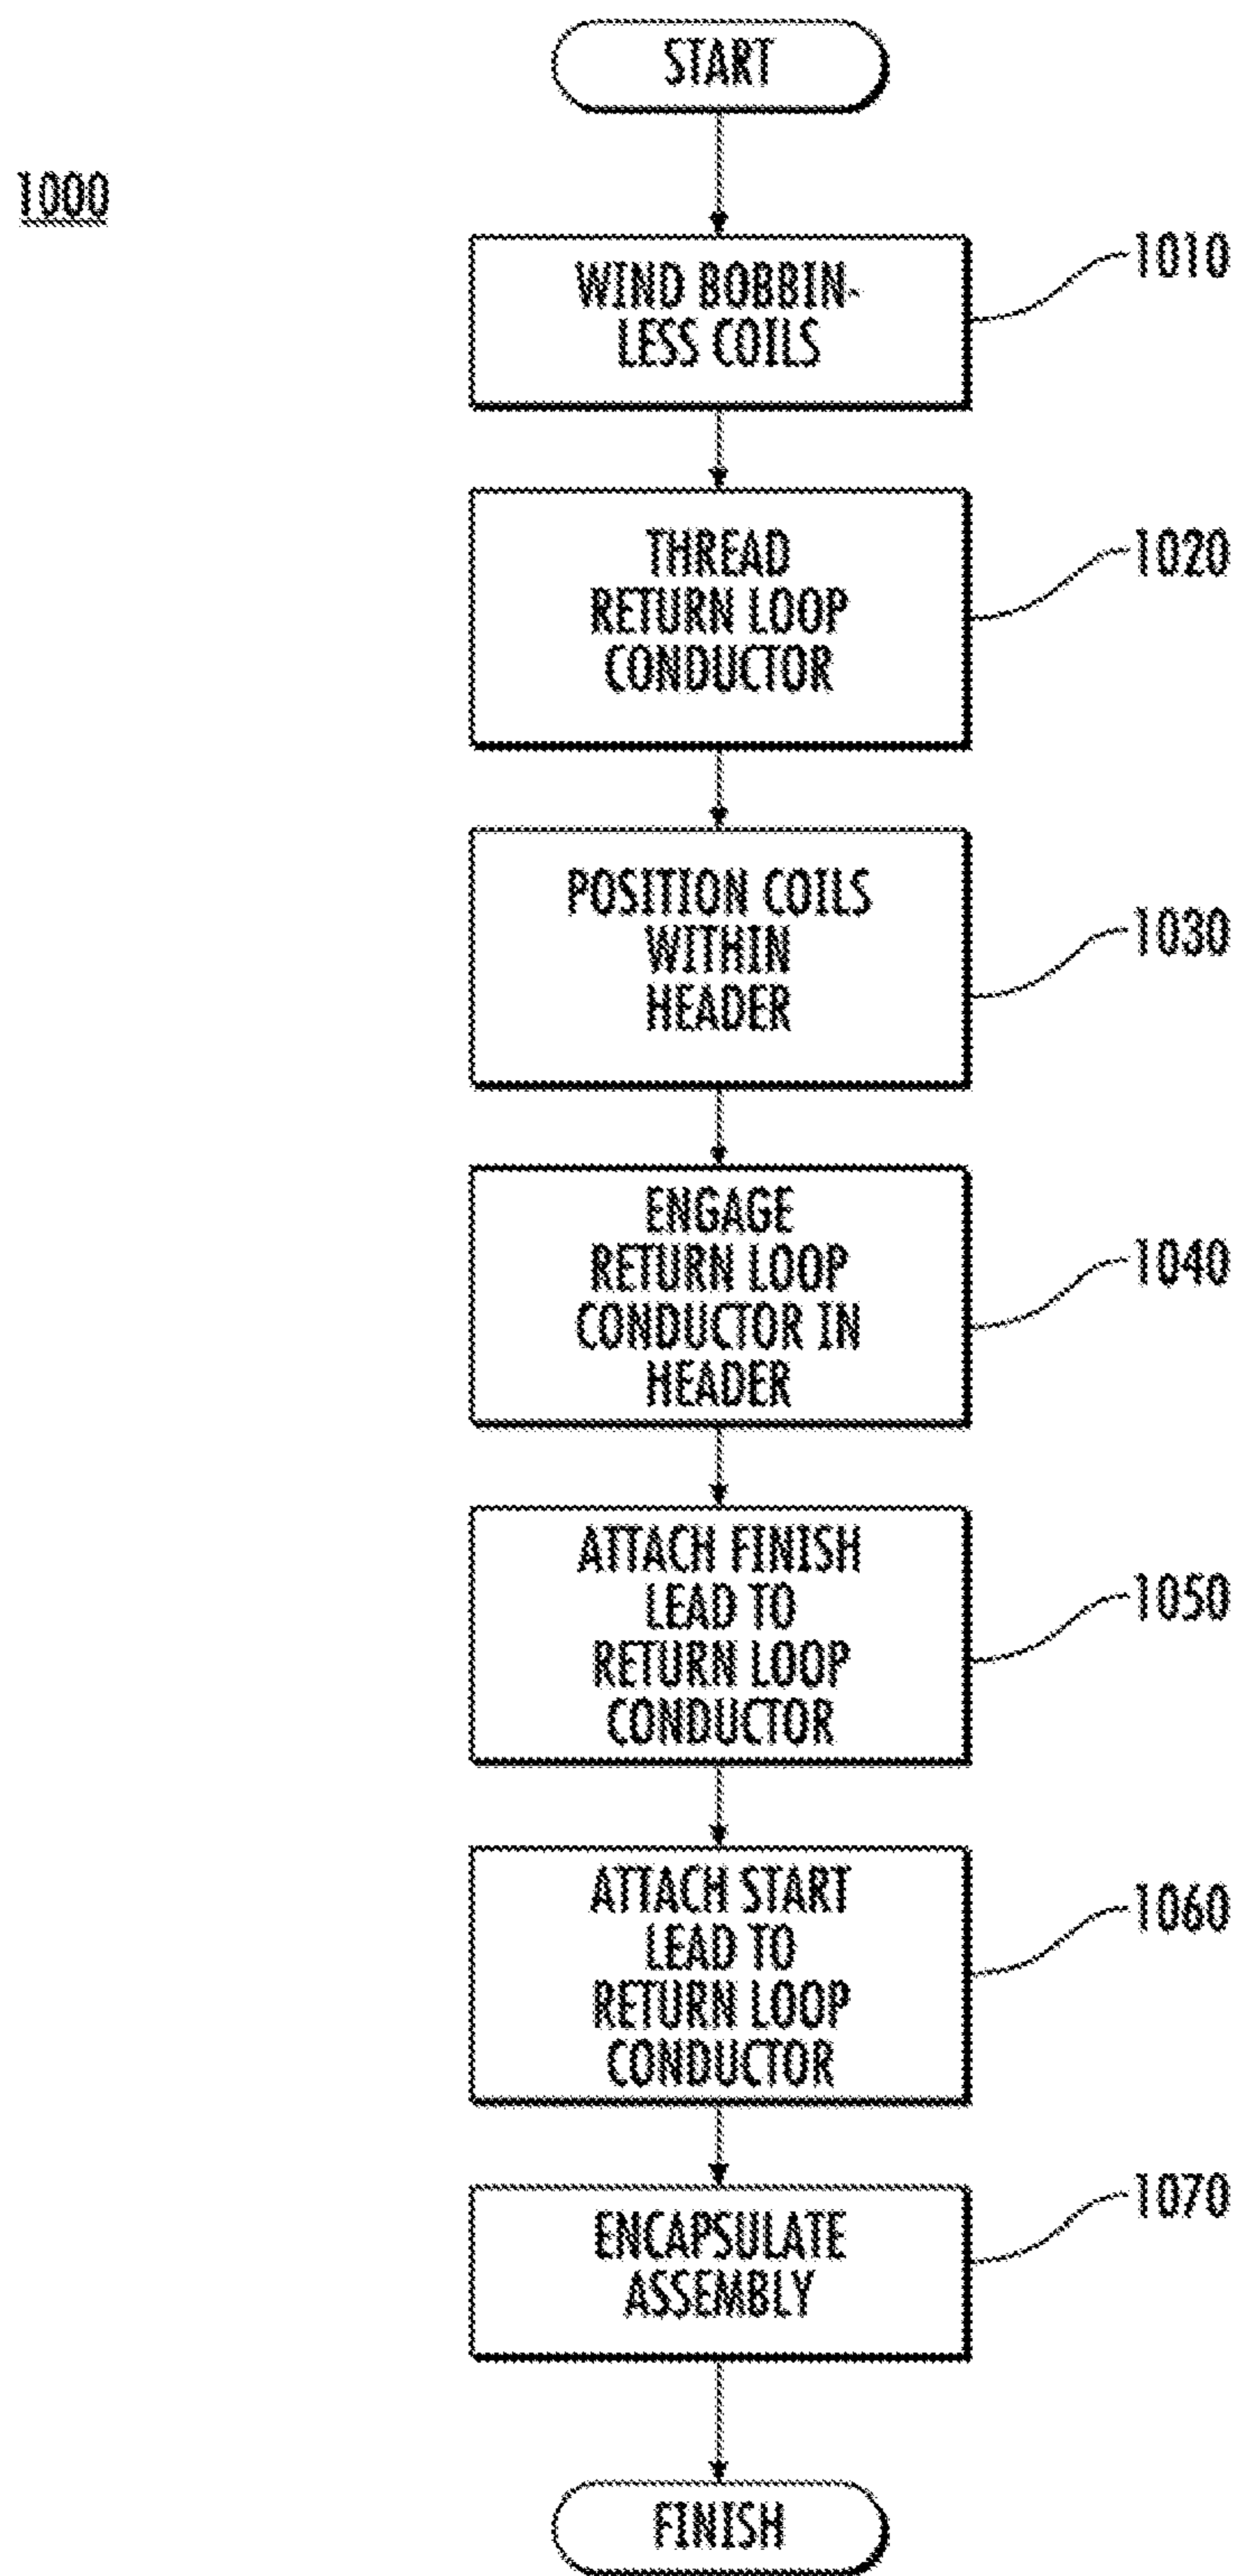 START
1000
WIND BOBBIN-
LESS COILS
1010
THREAD
RETURN LOOP
CONDUCTOR
1020
POSITION COILS
WITHIN
HEADER
1030
ENGAGE
RETURN LOOP
CONDUCTOR IN
HEADER
1040
ATTACH FINISH
LEAD TO
RETURN LOOP
CONDUCTOR
1050
ATTACH START
LEAD TO
RETURN LOOP
CONDUCTOR
1060
ENCAPSULATE
ASSEMBLY
1070
FINISH